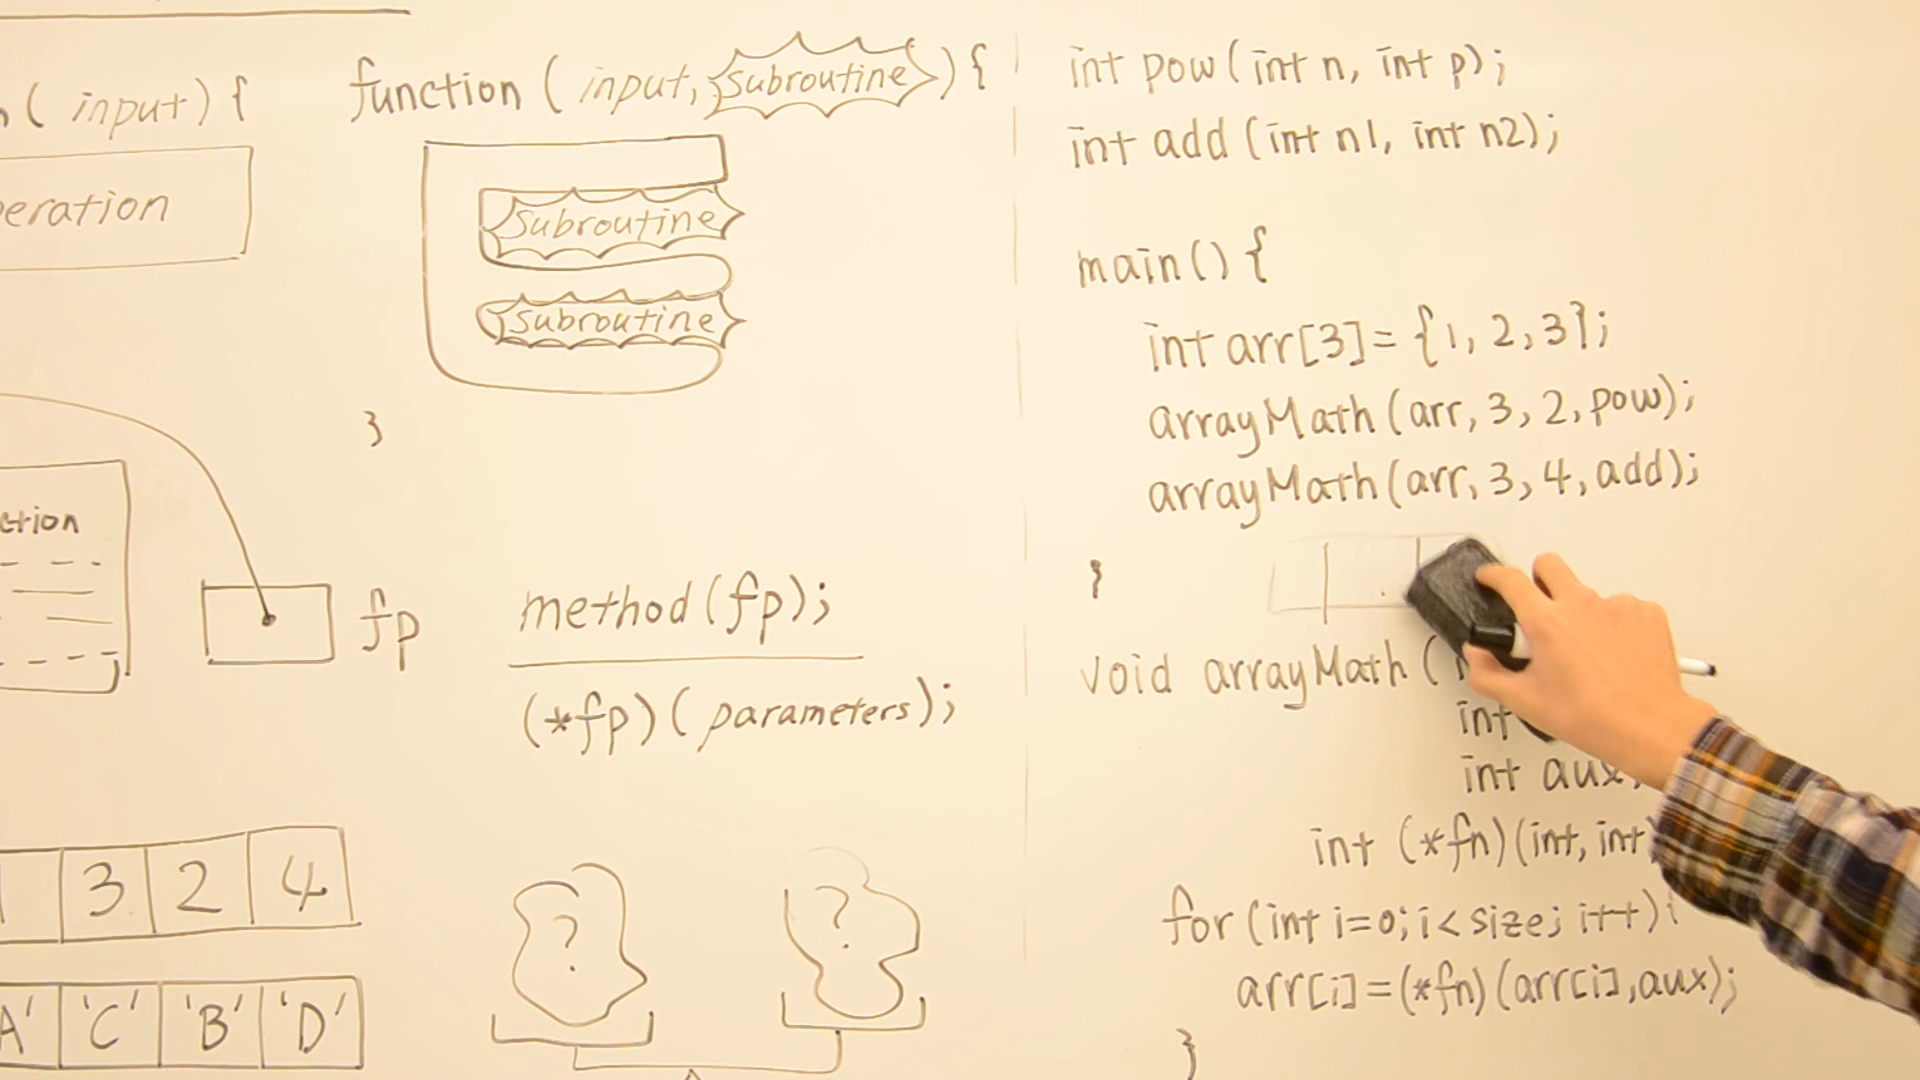 ( input) {
function ( input, subroutine ) {
subroutine
subroutine
}
fp
method(fp);
(*fp)( parameters);
3 2 4
'C' 'B' 'D'
?
?
int pow(int n, int p);
int add (int n1, int n2);
main() {
int arr[3]= {1, 2, 3};
arrayMath (arr, 3, 2, pow);
arrayMath (arr, 3, 4, add);
}
void arrayMath (
int
int aux,
int (*fn)(int, int
for (int i=0; i< size; i++) {
arr[i]=(*fn)(arr[i],aux);
}